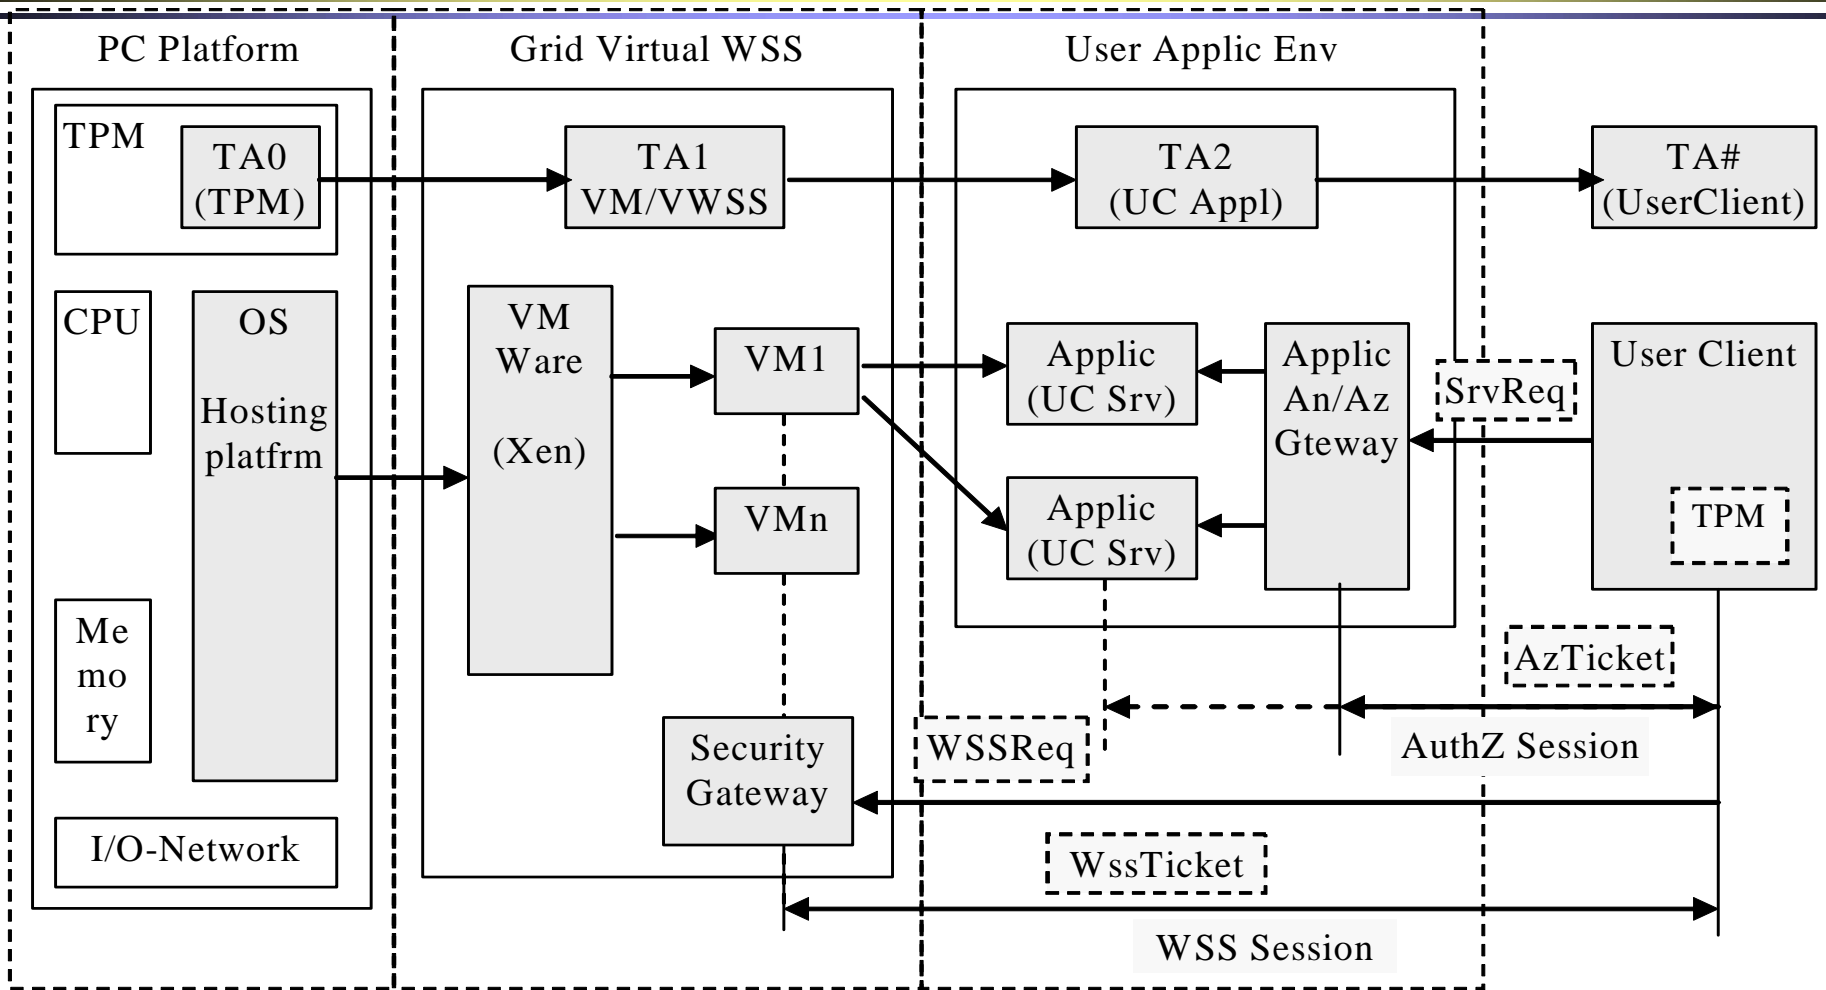 PC Platform
Grid Virtual WSS
User Applic Env
TPM
TA0
(TPM)
TA1
VM/VWSS
TA2
(UC Appl)
TA#
(UserClient)
CPU
OS
Hosting
platfrm
Me
mo
ry
I/O-Network
VM
Ware
(Xen)
VM1
VMn
Security
Gateway
Applic
(UC Srv)
Applic
(UC Srv)
Applic
An/Az
Gteway
SrvReq
User Client
TPM
AzTicket
AuthZ Session
WSSReq
WssTicket
WSS Session